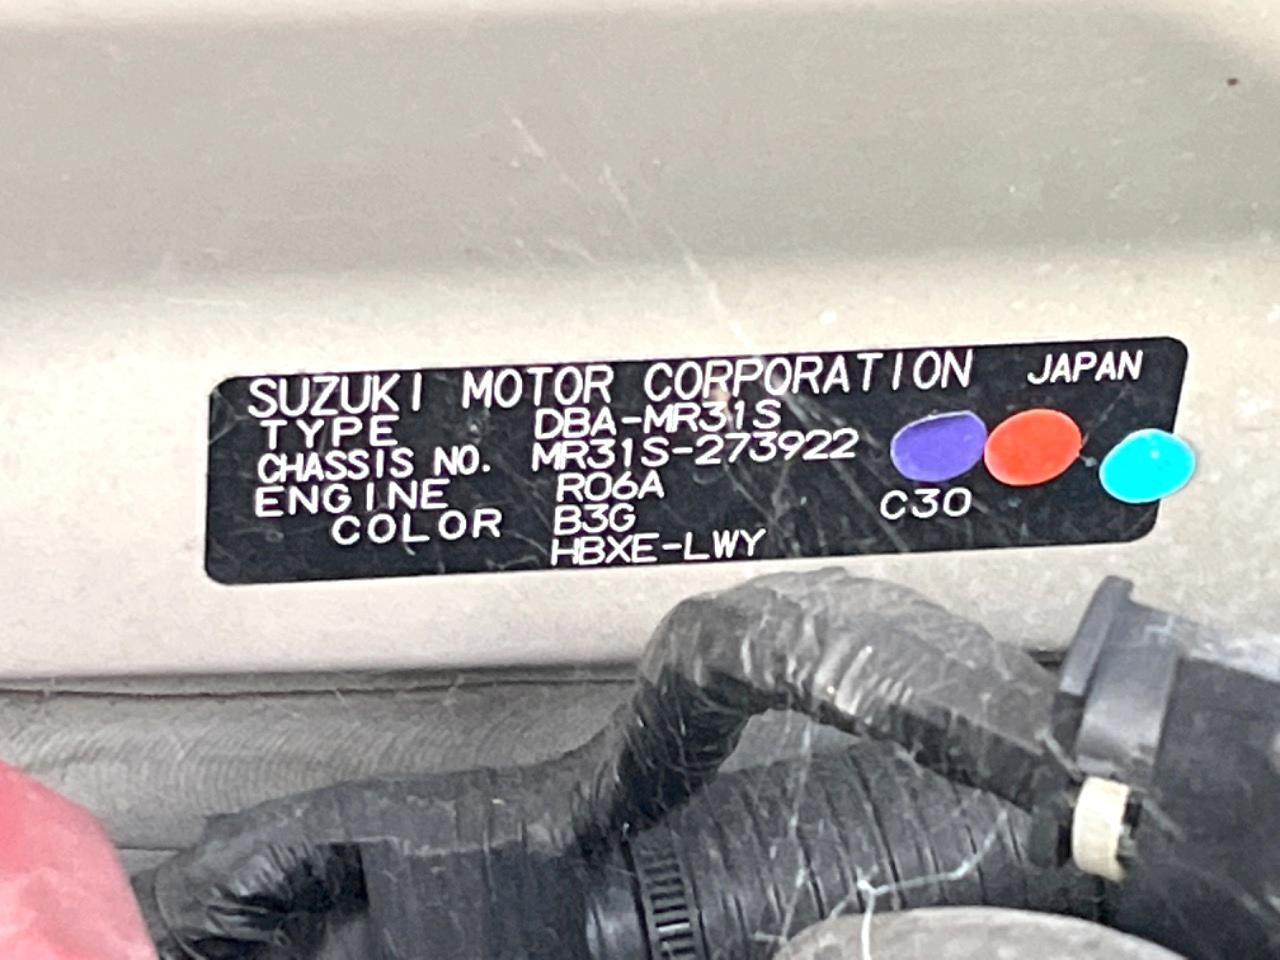 SUZUKI MOTOR CORPORATION JAPAN
TYPE DBA-MR31S
CHASSIS NO. MR31S-273922
ENGINE R06A C30
COLOR B3G
HBXE-LWY